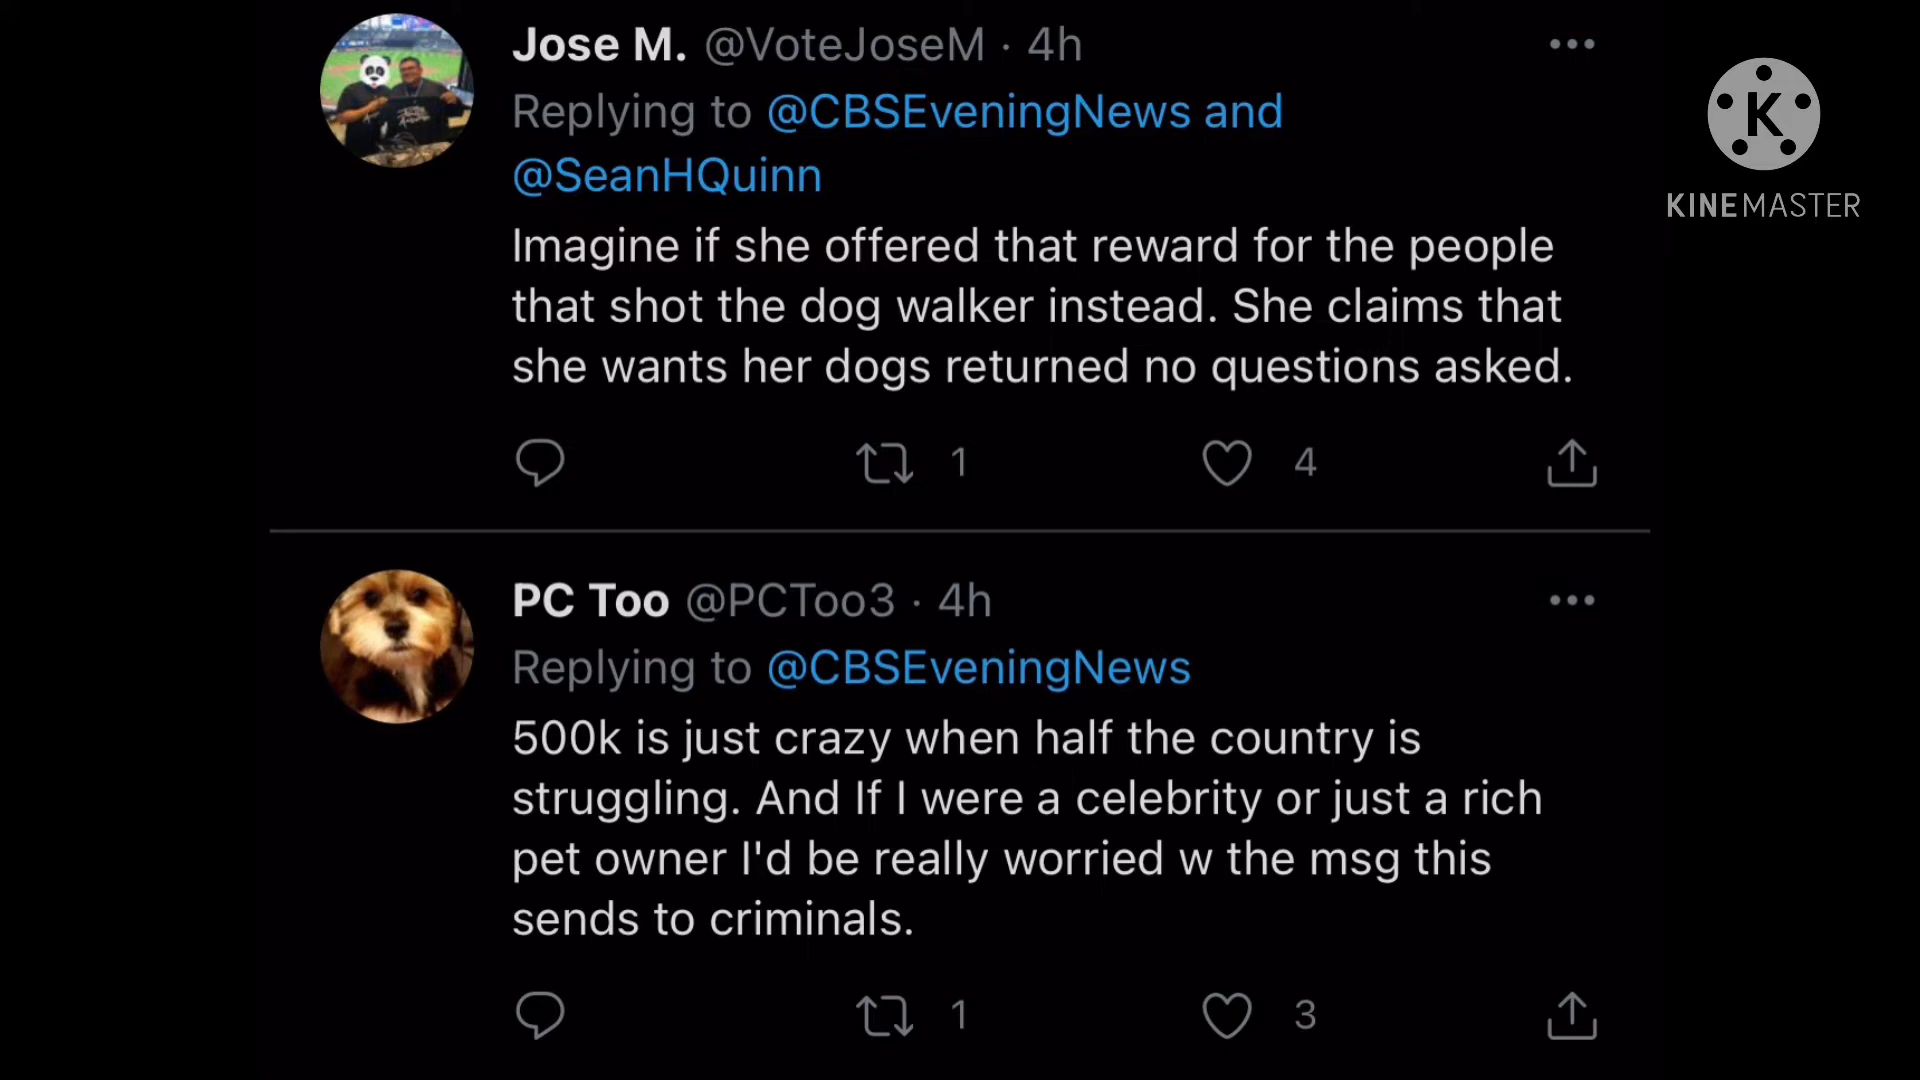 Jose M. @VoteJoseM · 4h
Replying to @CBSEveningNews and
@SeanHQuinn
Imagine if she offered that reward for the people
that shot the dog walker instead. She claims that
she wants her dogs returned no questions asked.
1 4
PC Too @PCToo3 · 4h
Replying to @CBSEveningNews
500k is just crazy when half the country is
struggling. And If I were a celebrity or just a rich
pet owner I'd be really worried w the msg this
sends to criminals.
1 3
K
KINEMASTER